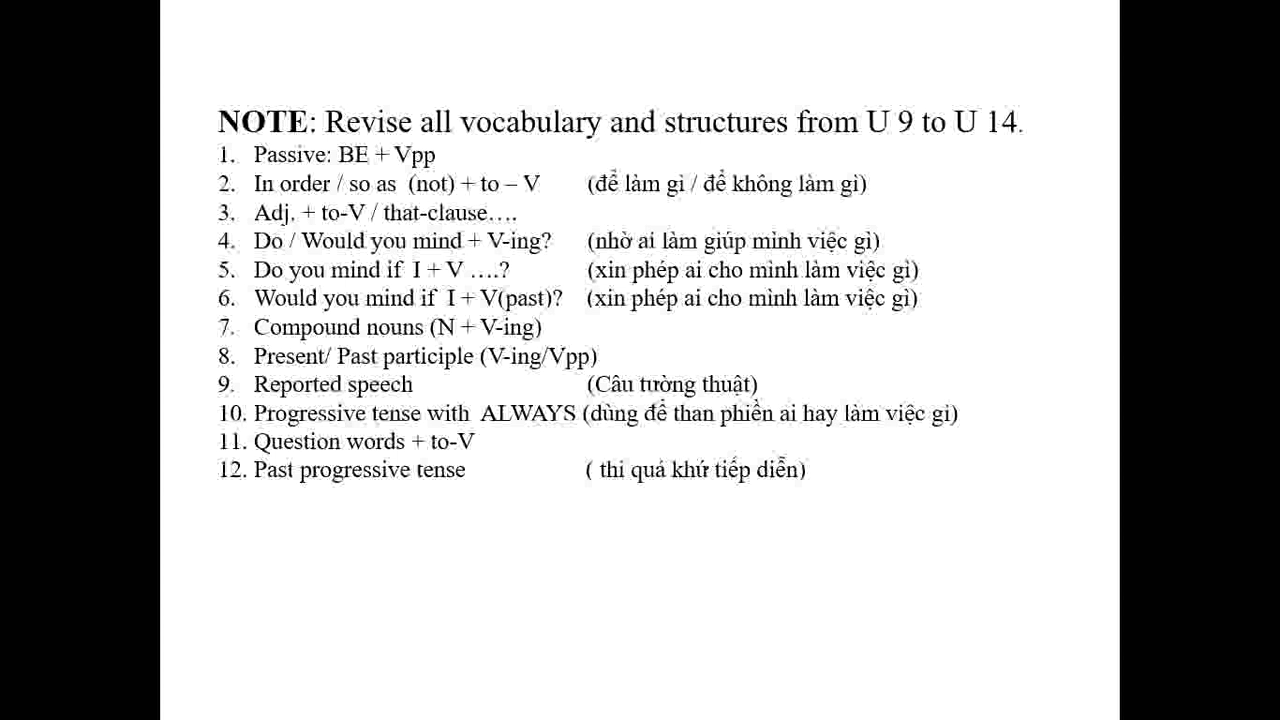 NOTE: Revise all vocabulary and structures from U 9 to U 14.
1. Passive: BE + Vpp
2. In order / so as (not) + to – V (để làm gì / để không làm gì)
3. Adj. + to-V / that-clause….
4. Do / Would you mind + V-ing? (nhờ ai làm giúp mình việc gì)
5. Do you mind if I + V ….? (xin phép ai cho mình làm việc gì)
6. Would you mind if I + V(past)? (xin phép ai cho mình làm việc gì)
7. Compound nouns (N + V-ing)
8. Present/ Past participle (V-ing/Vpp)
9. Reported speech (Câu tường thuật)
10. Progressive tense with ALWAYS (dùng để than phiền ai hay làm việc gì)
11. Question words + to-V
12. Past progressive tense ( thì quá khứ tiếp diễn)